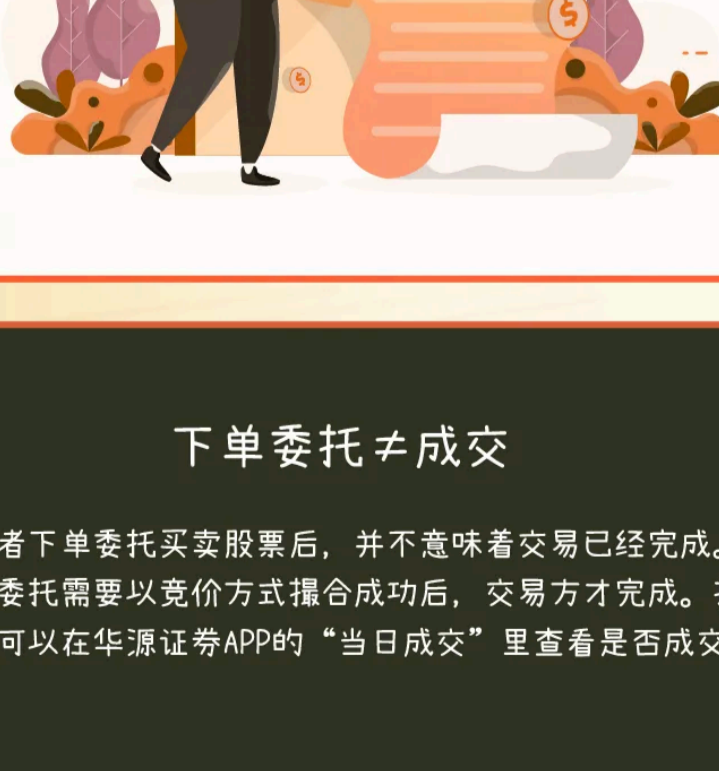 下单委托≠成交
者下单委托买卖股票后，并不意味着交易已经完成。
委托需要以竞价方式撮合成功后，交易方才完成。
可以在华源证券APP的“当日成交”里查看是否成交